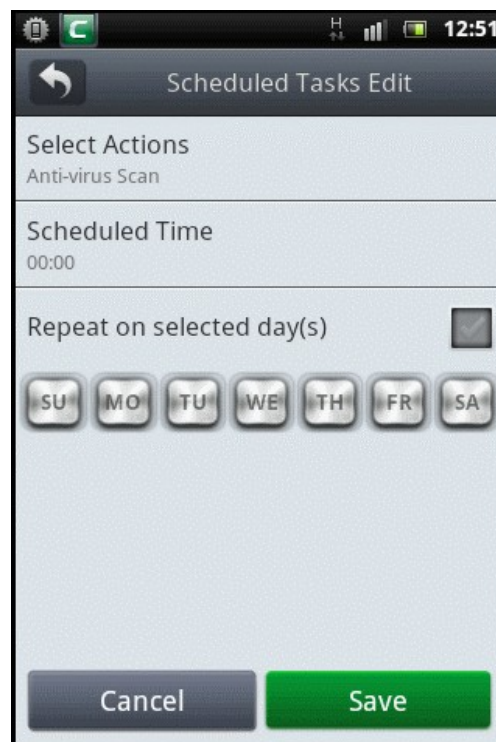 C H 12:51
Scheduled Tasks Edit
Select Actions
Anti-virus Scan
Scheduled Time
00:00
Repeat on selected day(s)
SU MO TU WE TH FR SA
Cancel Save